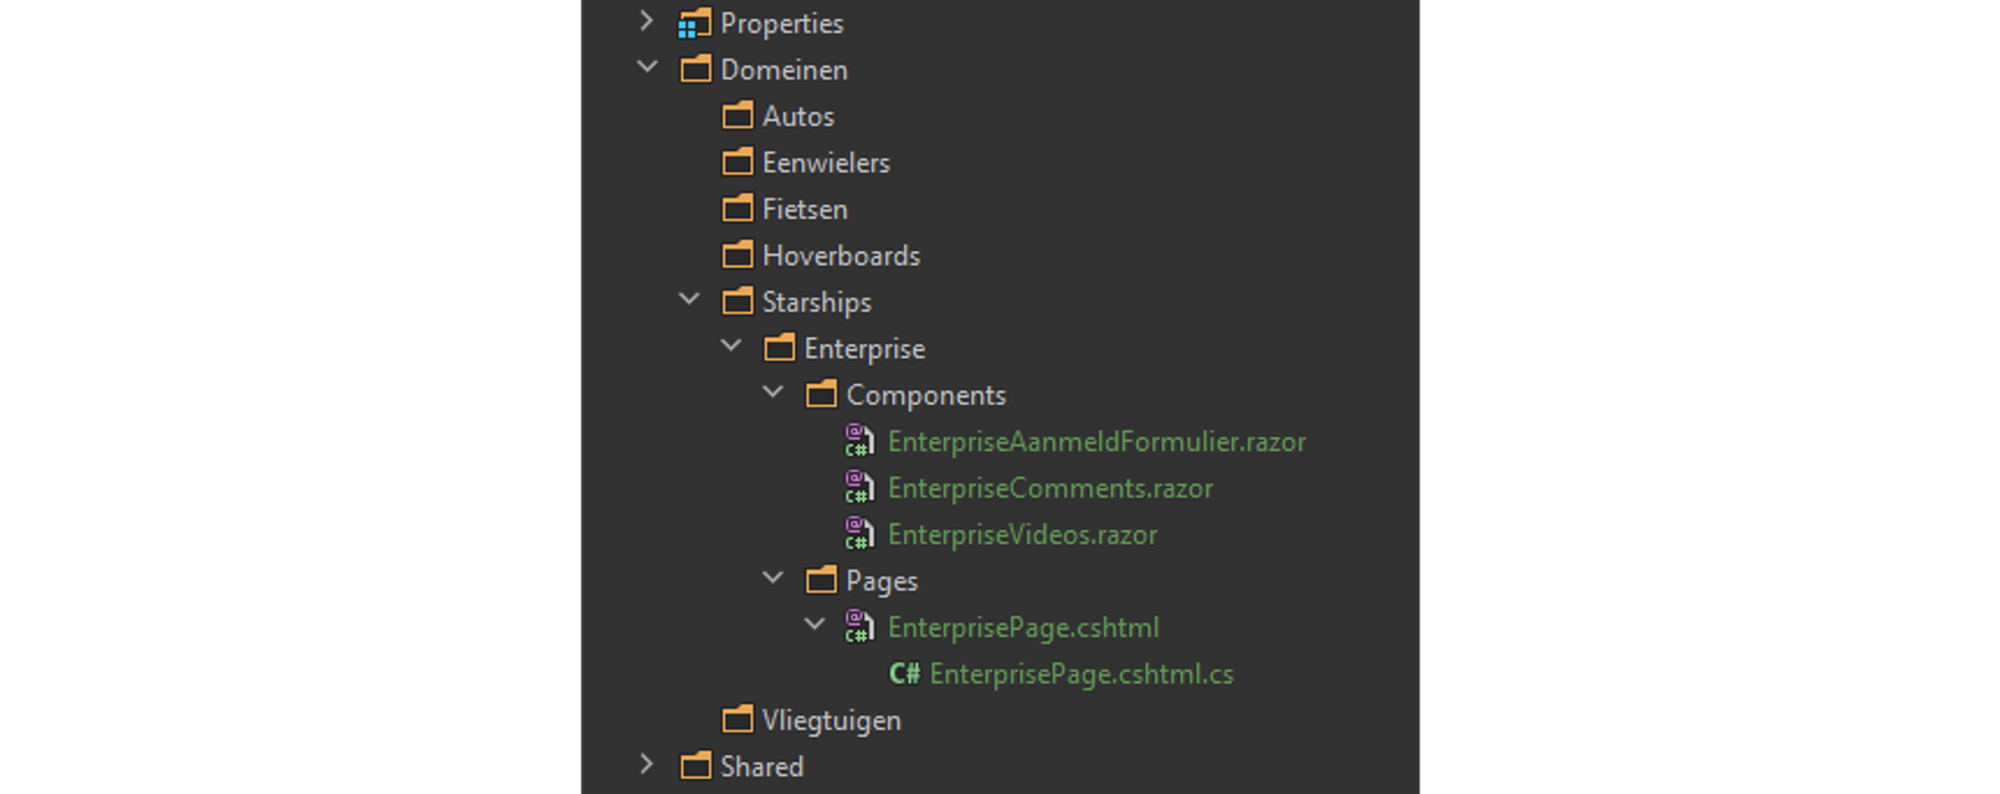 Properties
Domeinen
Autos
Eenwielers
Fietsen
Hoverboards
Starships
Enterprise
Components
@ C# EnterpriseAanmeldFormulier.razor
@ C# EnterpriseComments.razor
@ C# EnterpriseVideos.razor
Pages
@ C# EnterprisePage.cshtml
C# EnterprisePage.cshtml.cs
Vliegtuigen
Shared